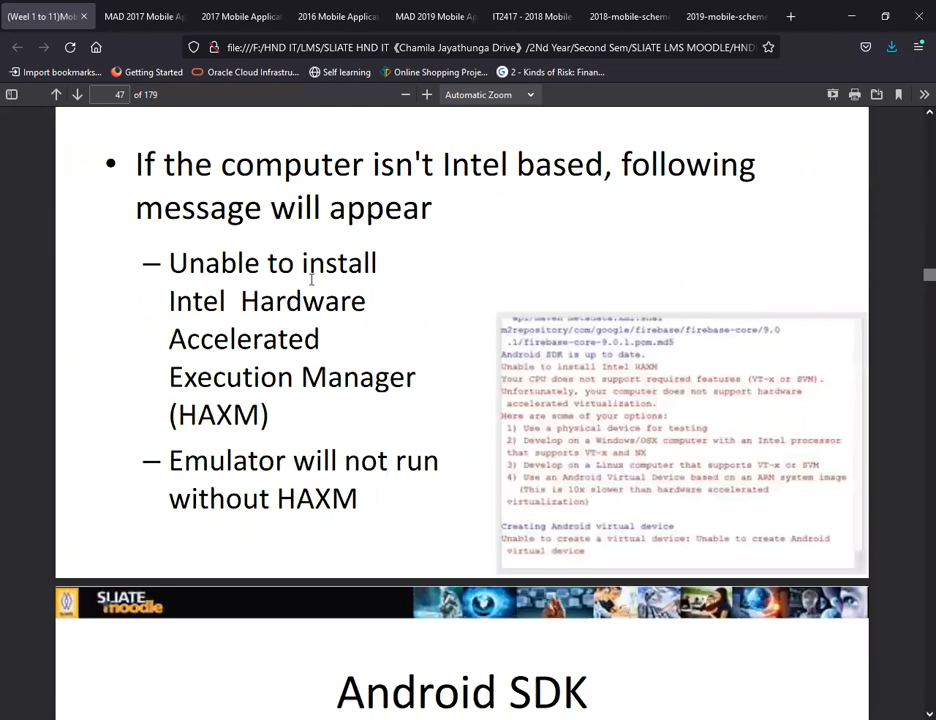 (Weel 1 to 11)Mob
MAD 2017 Mobile Ap
2017 Mobile Applica
2016 Mobile Applica
MAD 2019 Mobile Ap
IT2417 - 2018 Mobile
2018-mobile-scheme
2019-mobile-scheme
file:///F:/HND IT/LMS/SLIATE HND IT《Chamila Jayathunga Drive》/2Nd Year/Second Sem/SLIATE LMS MOODLE/HND
Import bookmarks...
Getting Started
Oracle Cloud Infrastru...
Self learning
Online Shopping Proje...
2 - Kinds of Risk: Finan...
47 of 179
Automatic Zoom
• If the computer isn't Intel based, following
message will appear
– Unable to install
Intel Hardware
Accelerated
Execution Manager
(HAXM)
– Emulator will not run
without HAXM
m2repository/com/google/firebase/firebase-core/9.0
.1/firebase-core-9.0.1.pom.md5
Android SDK is up to date.
Unable to install Intel HAXM
Your CPU does not support required features (VT-x or SVM).
Unfortunately, your computer does not support hardware
accelerated virtualization.
Here are some of your options:
1) Use a physical device for testing
2) Develop on a Windows/OSX computer with an Intel processor
that supports VT-x and NX
3) Develop on a Linux computer that supports VT-x or SVM
4) Use an Android Virtual Device based on an ARM system image
(This is 10x slower than hardware accelerated
virtualization)
Creating Android virtual device
Unable to create a virtual device: Unable to create Android
virtual device
SLIATE
moodle
Android SDK